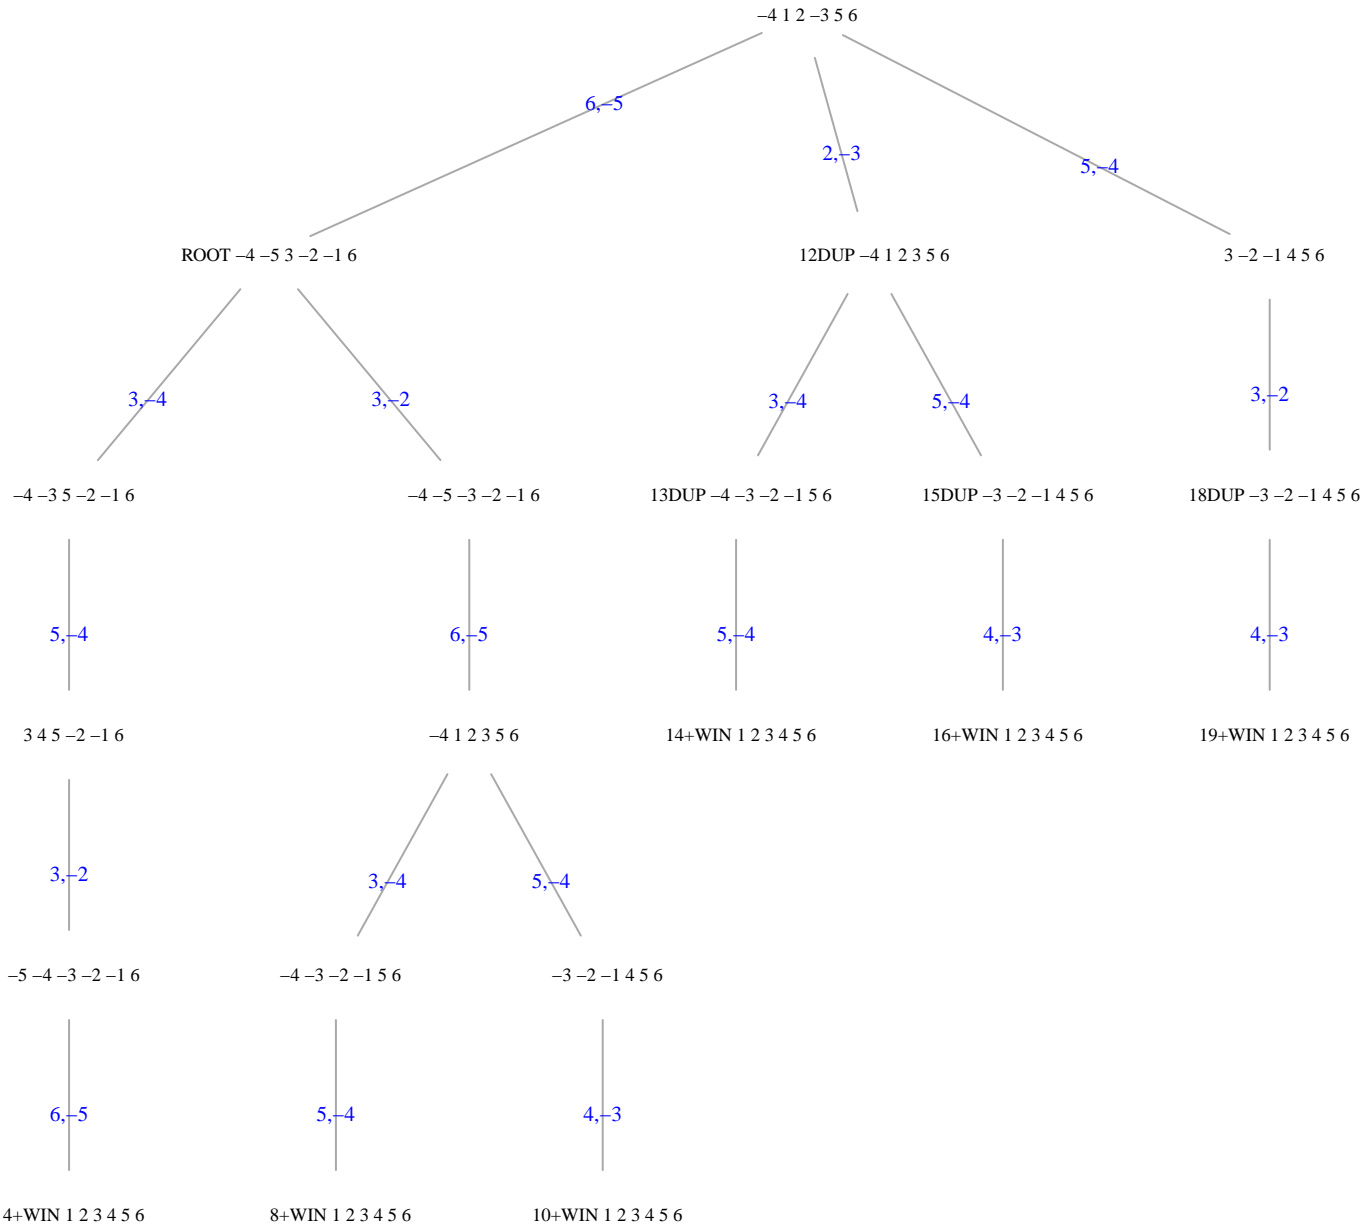 –4 1 2 –3 5 6
6,–5
2,–3
5,–4
ROOT –4 –5 3 –2 –1 6
12DUP –4 1 2 3 5 6
3 –2 –1 4 5 6
3,–4
3,–2
3,–4
5,–4
3,–2
–4 –3 5 –2 –1 6
–4 –5 –3 –2 –1 6
13DUP –4 –3 –2 –1 5 6
15DUP –3 –2 –1 4 5 6
18DUP –3 –2 –1 4 5 6
5,–4
6,–5
5,–4
4,–3
4,–3
3 4 5 –2 –1 6
–4 1 2 3 5 6
14+WIN 1 2 3 4 5 6
16+WIN 1 2 3 4 5 6
19+WIN 1 2 3 4 5 6
3,–2
3,–4
5,–4
–5 –4 –3 –2 –1 6
–4 –3 –2 –1 5 6
–3 –2 –1 4 5 6
6,–5
5,–4
4,–3
4+WIN 1 2 3 4 5 6
8+WIN 1 2 3 4 5 6
10+WIN 1 2 3 4 5 6